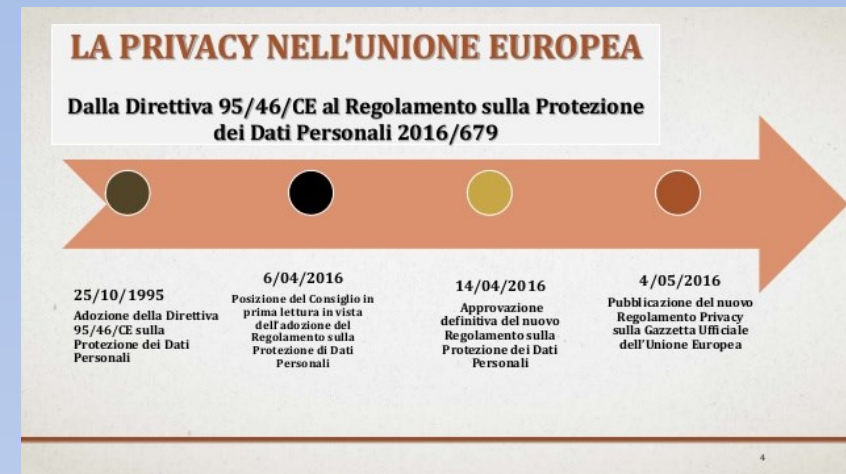 LA PRIVACY NELL'UNIONE EUROPEA
Dalla Direttiva 95/46/CE al Regolamento sulla Protezione
dei Dati Personali 2016/679
25/10/1995
Adozione della Direttiva
95/46/CE sulla
Protezione dei Dati
Personali
6/04/2016
Posizione del Consiglio in
prima lettura in vista
dell'adozione del
Regolamento sulla
Protezione di Dati
Personali
14/04/2016
Approvazione
definitiva del nuovo
Regolamento sulla
Protezione dei Dati
Personali
4/05/2016
Pubblicazione del nuovo
Regolamento Privacy
sulla Gazzetta Ufficiale
dell'Unione Europea
4